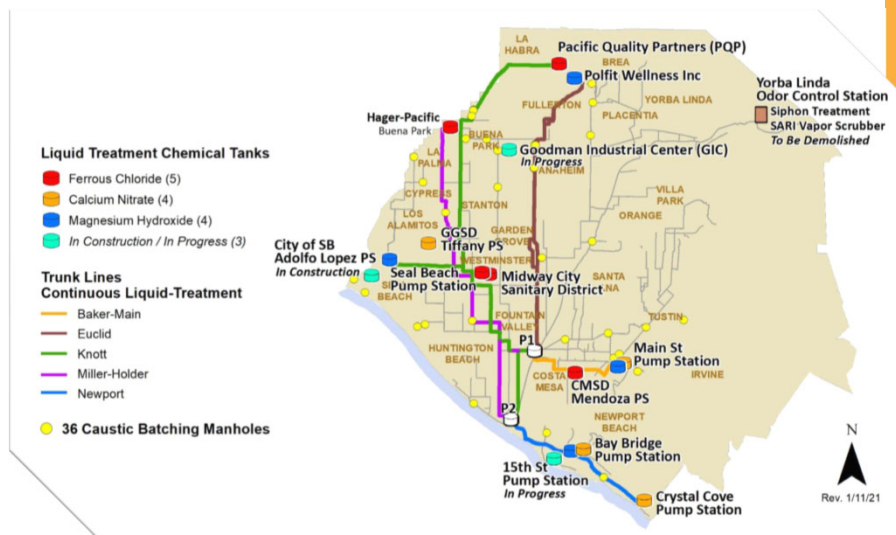 LA
HABRA
Pacific Quality Partners (PQP)
BREA
Polfit Wellness Inc
Yorba Linda
Odor Control Station
Siphon Treatment
SARI Vapor Scrubber
To Be Demolished
FULLERTON
YORBA LINDA
PLACENTIA
Hager-Pacific
Buena Park
BUENA
PARK
Goodman Industrial Center (GIC)
In Progress
ANAHEIM
LA
PALMA
CYPRESS
STANTON
VILLA
PARK
ORANGE
LOS
ALAMITOS
GGSD
Tiffany PS
GARDEN
GROVE
City of SB
Adolfo Lopez PS
In Construction
WESTMINSTER
Seal Beach
Pump Station
BEACH
Midway City
Sanitary District
SANTA
FOUNTAIN
VALLEY
TUSTIN
P1
HUNTINGTON
BEACH
Main St
Pump Station
IRVINE
COSTA
MESA
CMSD
Mendoza PS
P2
NEWPORT
BEACH
Bay Bridge
Pump Station
15th St
Pump Station
In Progress
Crystal Cove
Pump Station
Liquid Treatment Chemical Tanks
Ferrous Chloride (5)
Calcium Nitrate (4)
Magnesium Hydroxide (4)
In Construction / In Progress (3)
Trunk Lines
Continuous Liquid-Treatment
Baker-Main
Euclid
Knott
Miller-Holder
Newport
36 Caustic Batching Manholes
N
Rev. 1/11/21